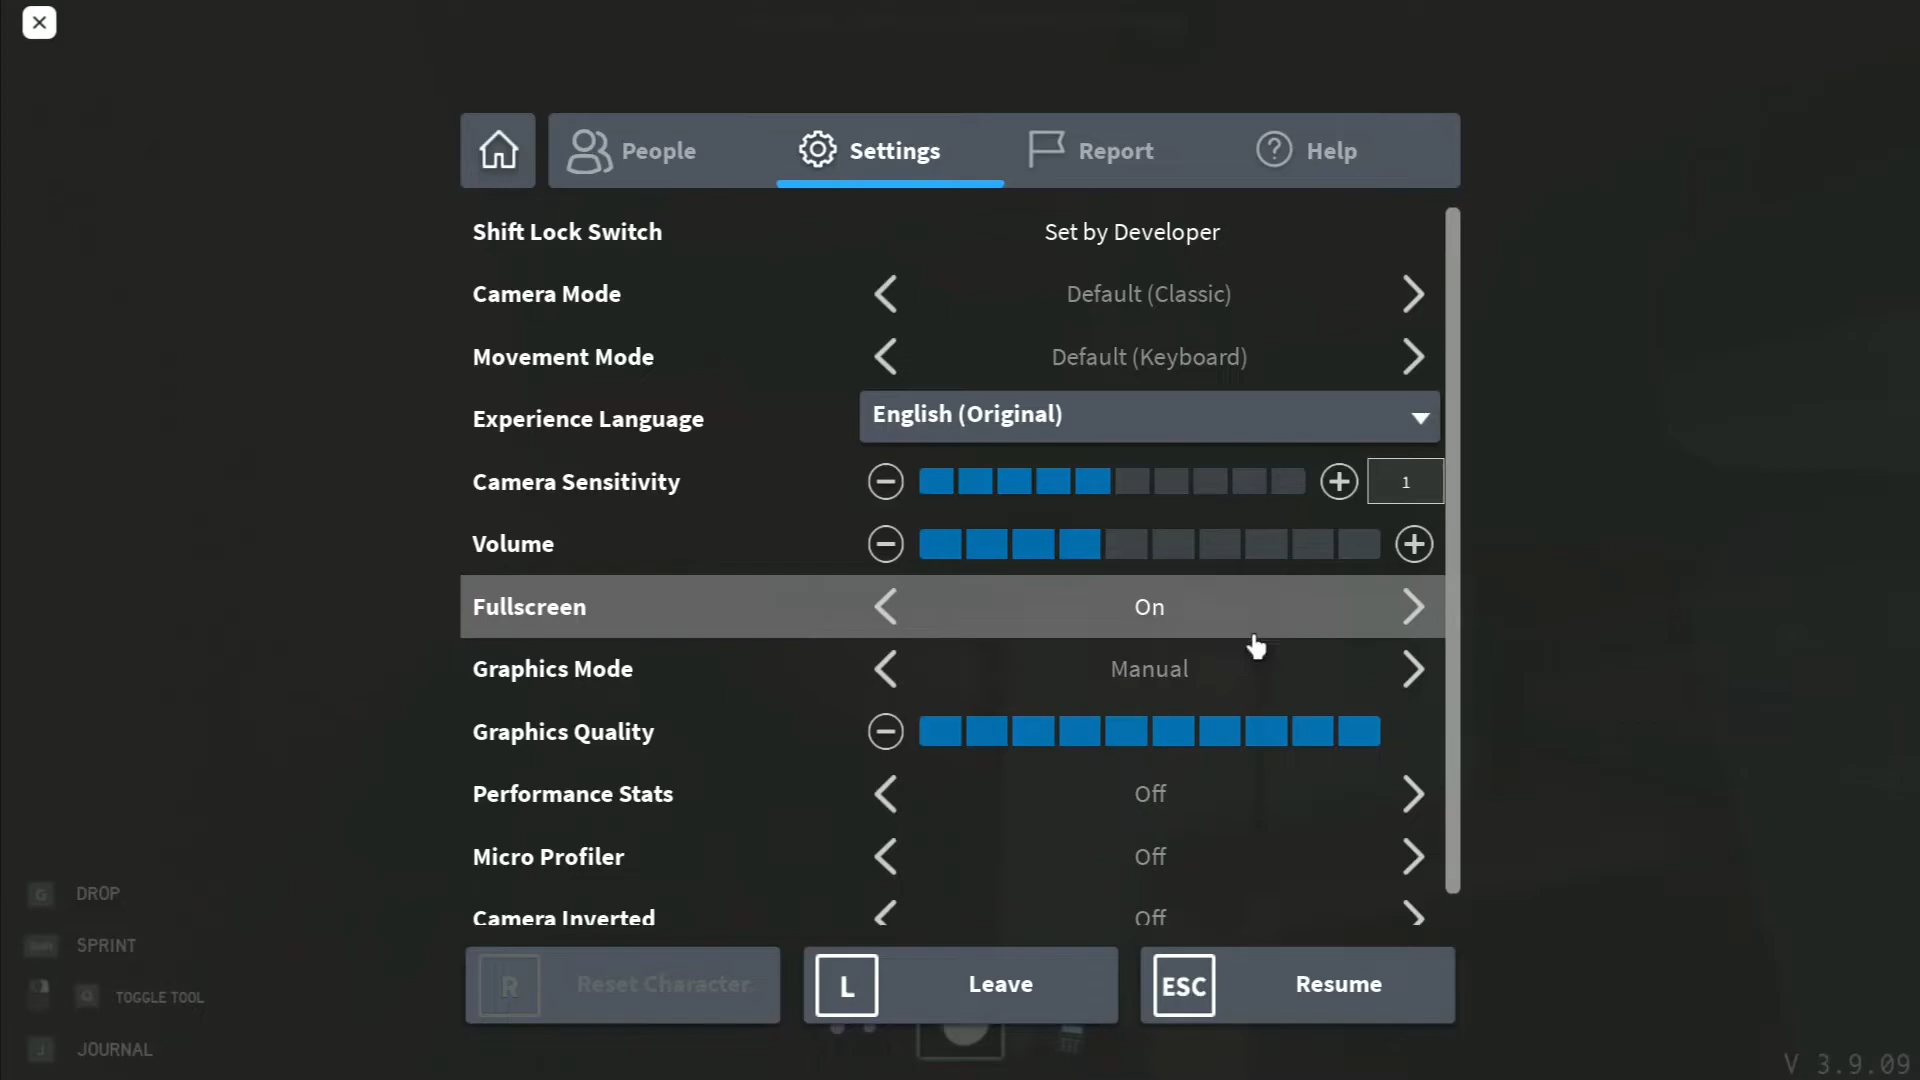 People
Settings
Report
Help
Shift Lock Switch
Set by Developer
Camera Mode
Default (Classic)
Movement Mode
Default (Keyboard)
Experience Language
English (Original)
Camera Sensitivity
1
Volume
Fullscreen
On
Graphics Mode
Manual
Graphics Quality
Performance Stats
Off
Micro Profiler
Off
Camera Inverted
Off
G DROP
SPRINT
TOGGLE TOOL
J JOURNAL
R Reset Character
L Leave
ESC Resume
V 3.9.09